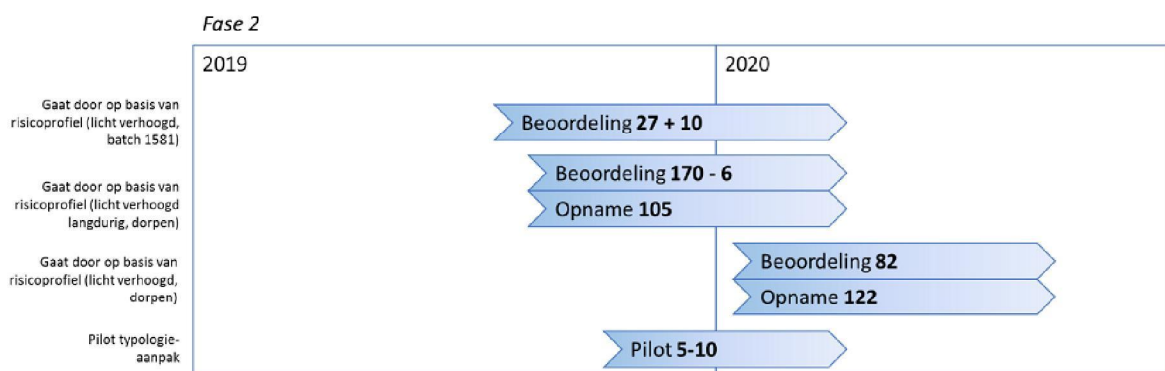 Fase 2
2019
2020
Gaat door op basis van
risicoprofiel (licht verhoogd,
batch 1581)
Beoordeling 27 + 10
Gaat door op basis van
risicoprofiel (licht verhoogd
langdurig, dorpen)
Beoordeling 170 - 6
Opname 105
Gaat door op basis van
risicoprofiel (licht verhoogd,
dorpen)
Beoordeling 82
Opname 122
Pilot typologie-
aanpak
Pilot 5-10